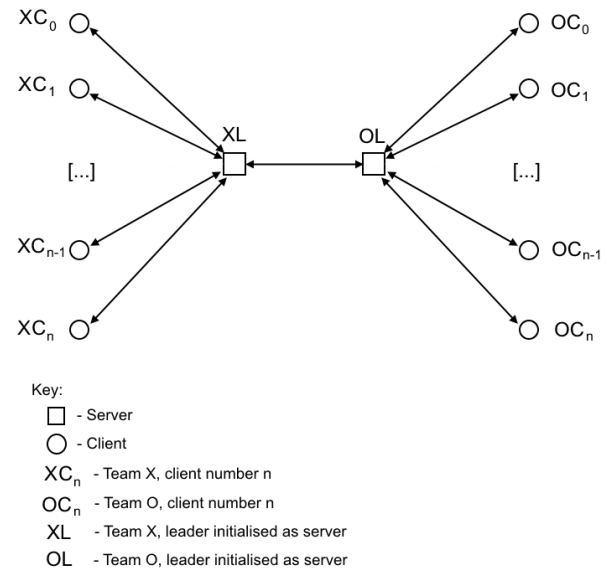 XC0 OC0
XC1 OC1
XL OL
[...] [...]
XCn-1 OCn-1
XCn OCn
Key:
- Server
- Client
XCn - Team X, client number n
OCn - Team O, client number n
XL - Team X, leader initialised as server
OL - Team O, leader initialised as server